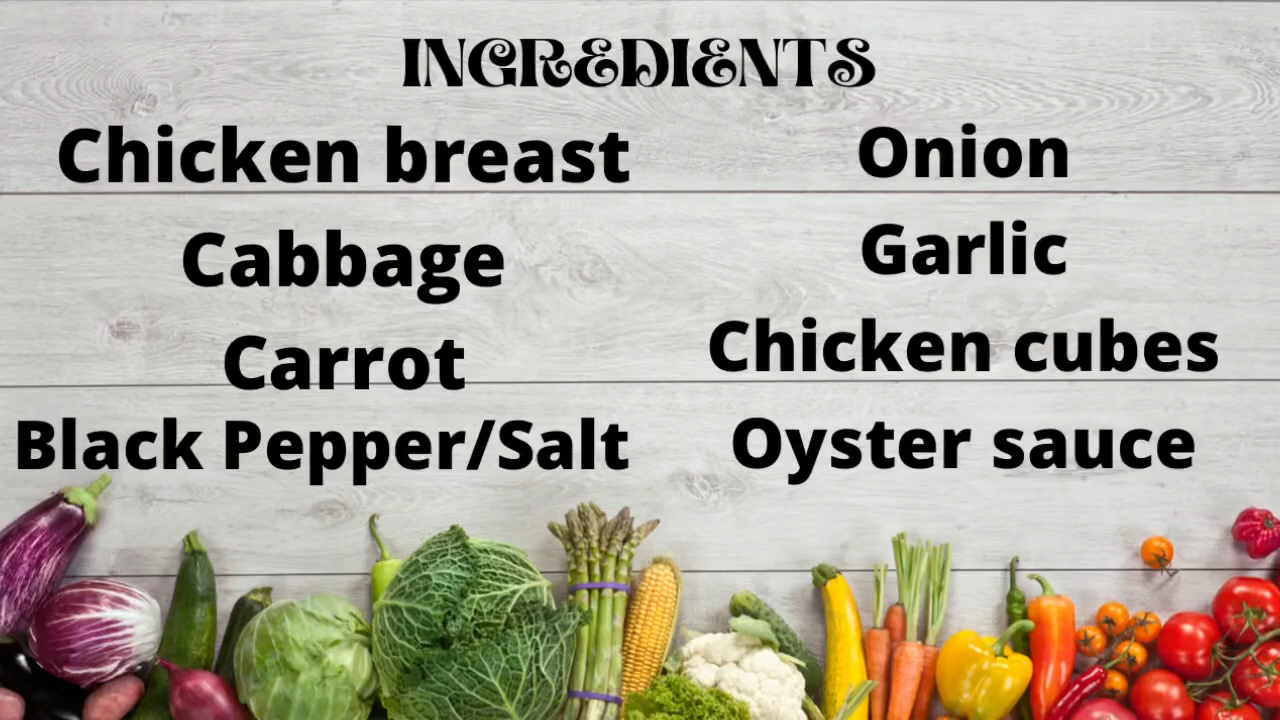 INGREDIENTS
Chicken breast
Cabbage
Carrot
Black Pepper/Salt
Onion
Garlic
Chicken cubes
Oyster sauce